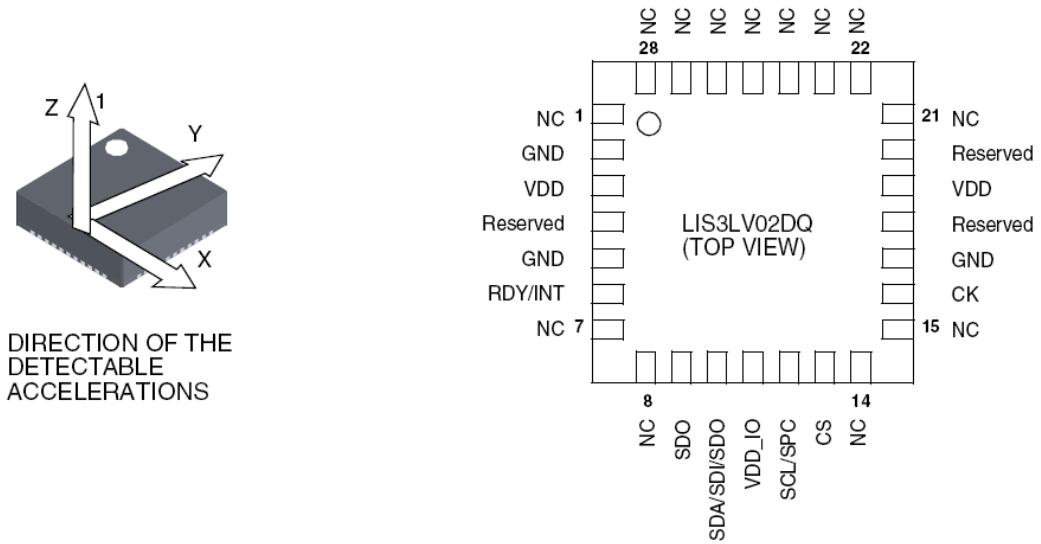 Z
1
Y
X
DIRECTION OF THE
DETECTABLE
ACCELERATIONS
NC NC NC NC NC NC NC
28 22
NC 1
GND
VDD
Reserved
GND
RDY/INT
NC 7
LIS3LV02DQ
(TOP VIEW)
21 NC
Reserved
VDD
Reserved
GND
CK
15 NC
8 14
NC SDO SDA/SDI/SDO VDD_IO SCL/SPC CS NC